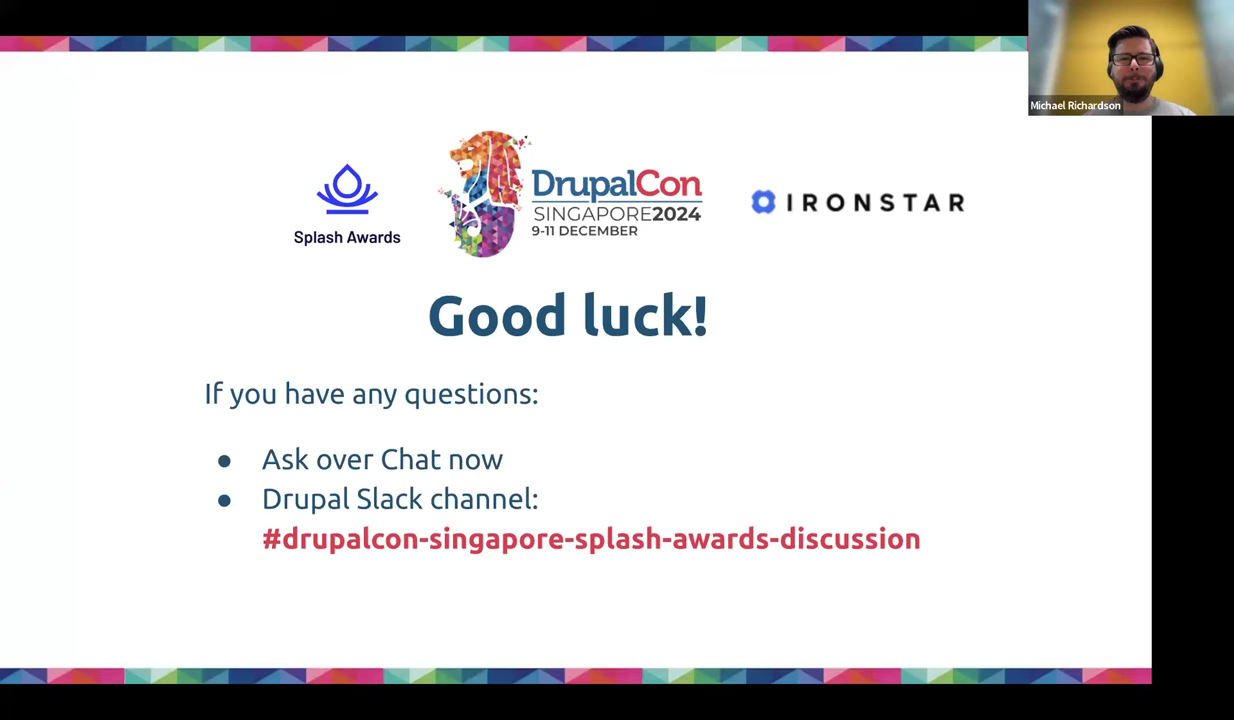 Michael Richardson
Splash Awards
DrupalCon
SINGAPORE2024
9-11 DECEMBER
IRONSTAR
Good luck!
If you have any questions:
● Ask over Chat now
● Drupal Slack channel:
#drupalcon-singapore-splash-awards-discussion